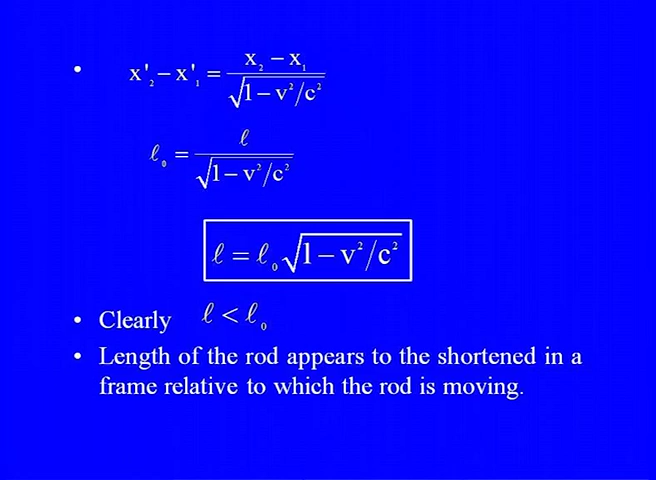 • x'₂ – x'₁ = (x₂ – x₁) / √(1 – v²/c²)
ℓ₀ = ℓ / √(1 – v²/c²)
ℓ = ℓ₀ √(1 – v²/c²)
• Clearly ℓ < ℓ₀
• Length of the rod appears to the shortened in a
frame relative to which the rod is moving.